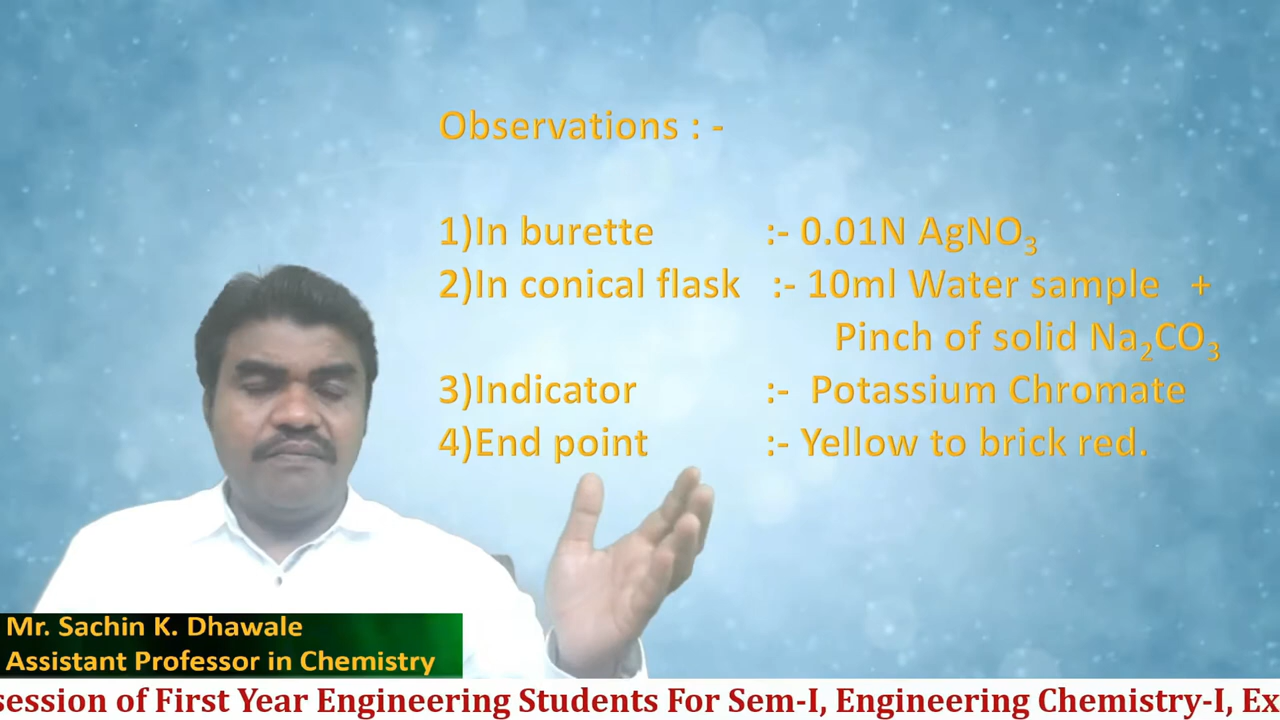 Observations : -
1)In burette :- 0.01N AgNO₃
2)In conical flask :- 10ml Water sample +
Pinch of solid Na₂CO₃
3)Indicator :- Potassium Chromate
4)End point :- Yellow to brick red.
Mr. Sachin K. Dhawale
Assistant Professor in Chemistry
session of First Year Engineering Students For Sem-I, Engineering Chemistry-I, Ex